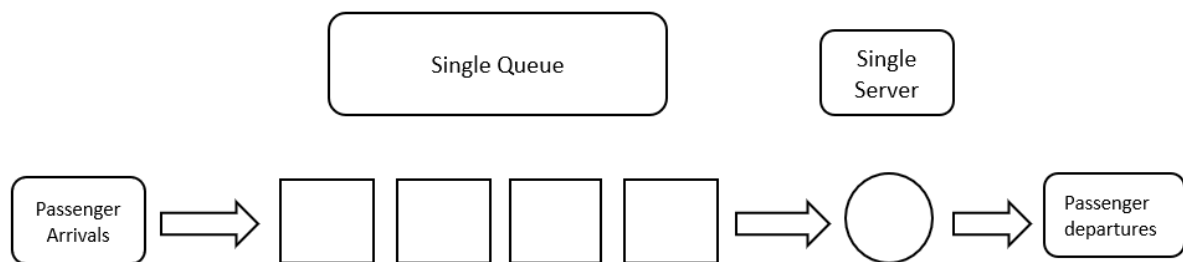 Single Queue
Single
Server
Passenger
Arrivals
Passenger
departures